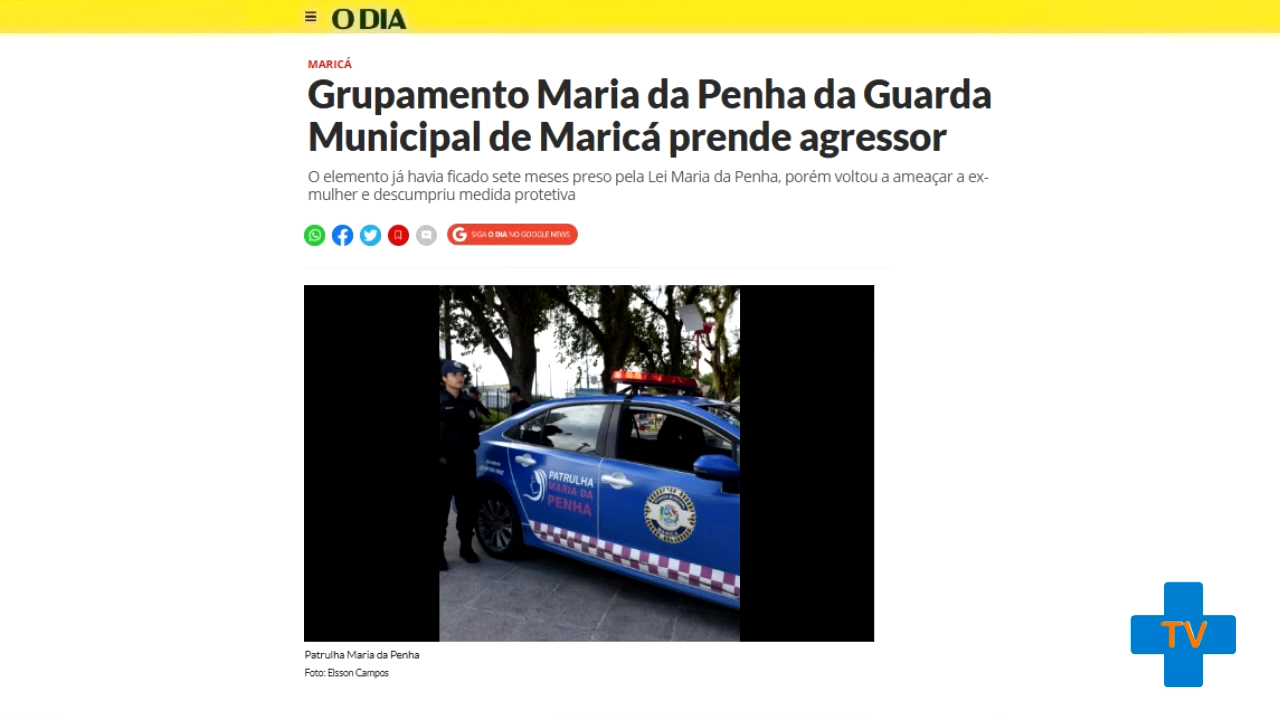 O DIA
MARICÁ
Grupamento Maria da Penha da Guarda
Municipal de Maricá prende agressor
O elemento já havia ficado sete meses preso pela Lei Maria da Penha, porém voltou a ameaçar a ex-
mulher e descumpriu medida protetiva
SIGA O DIA NO GOOGLE NEWS
PATRULHA
MARIA DA
PENHA
Patrulha Maria da Penha
Foto: Elsson Campos
TV